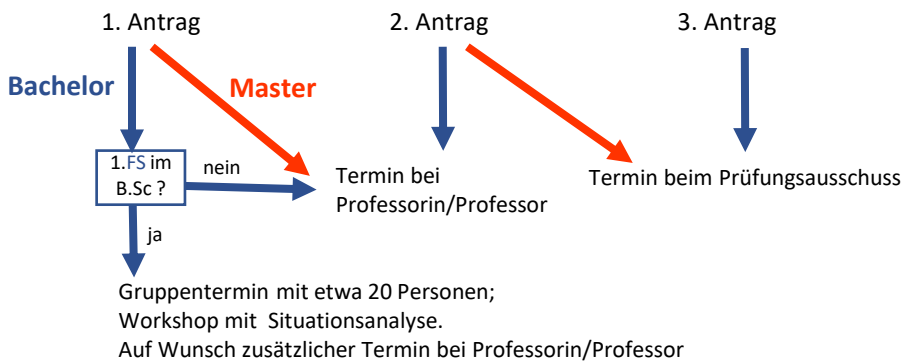 1. Antrag
2. Antrag
3. Antrag
Bachelor
Master
1.FS im
B.Sc ?
nein
ja
Termin bei
Professorin/Professor
Termin beim Prüfungsausschuss
Gruppentermin mit etwa 20 Personen;
Workshop mit Situationsanalyse.
Auf Wunsch zusätzlicher Termin bei Professorin/Professor